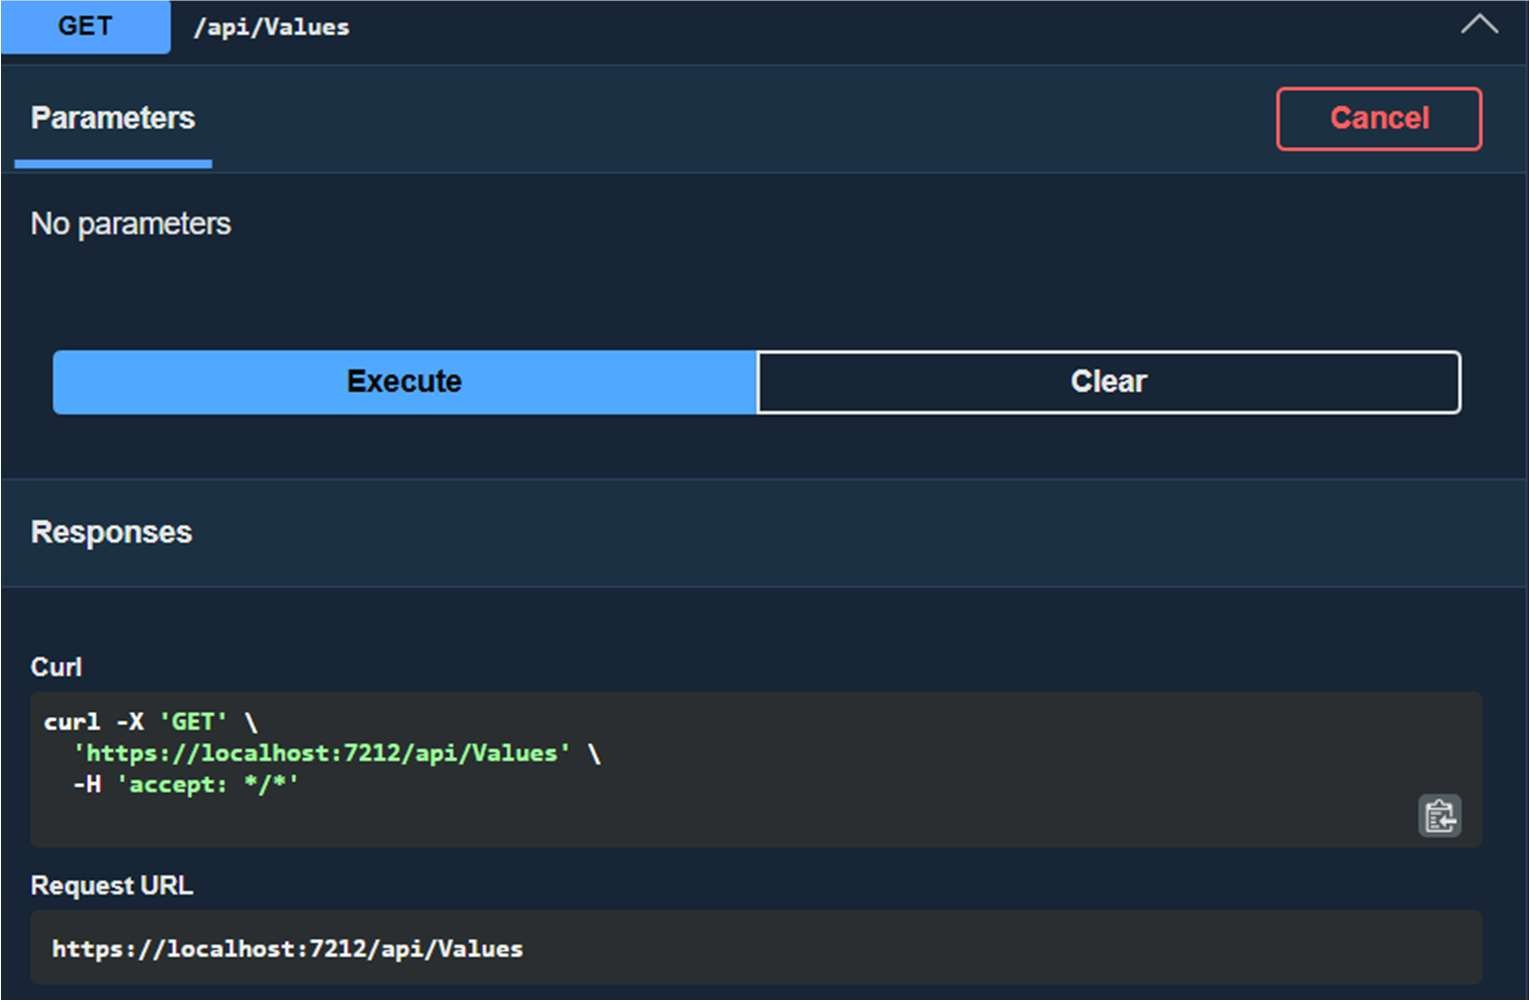 GET /api/Values
Parameters
Cancel
No parameters
Execute
Clear
Responses
Curl
curl -X 'GET' \
  'https://localhost:7212/api/Values' \
  -H 'accept: */*'
Request URL
https://localhost:7212/api/Values